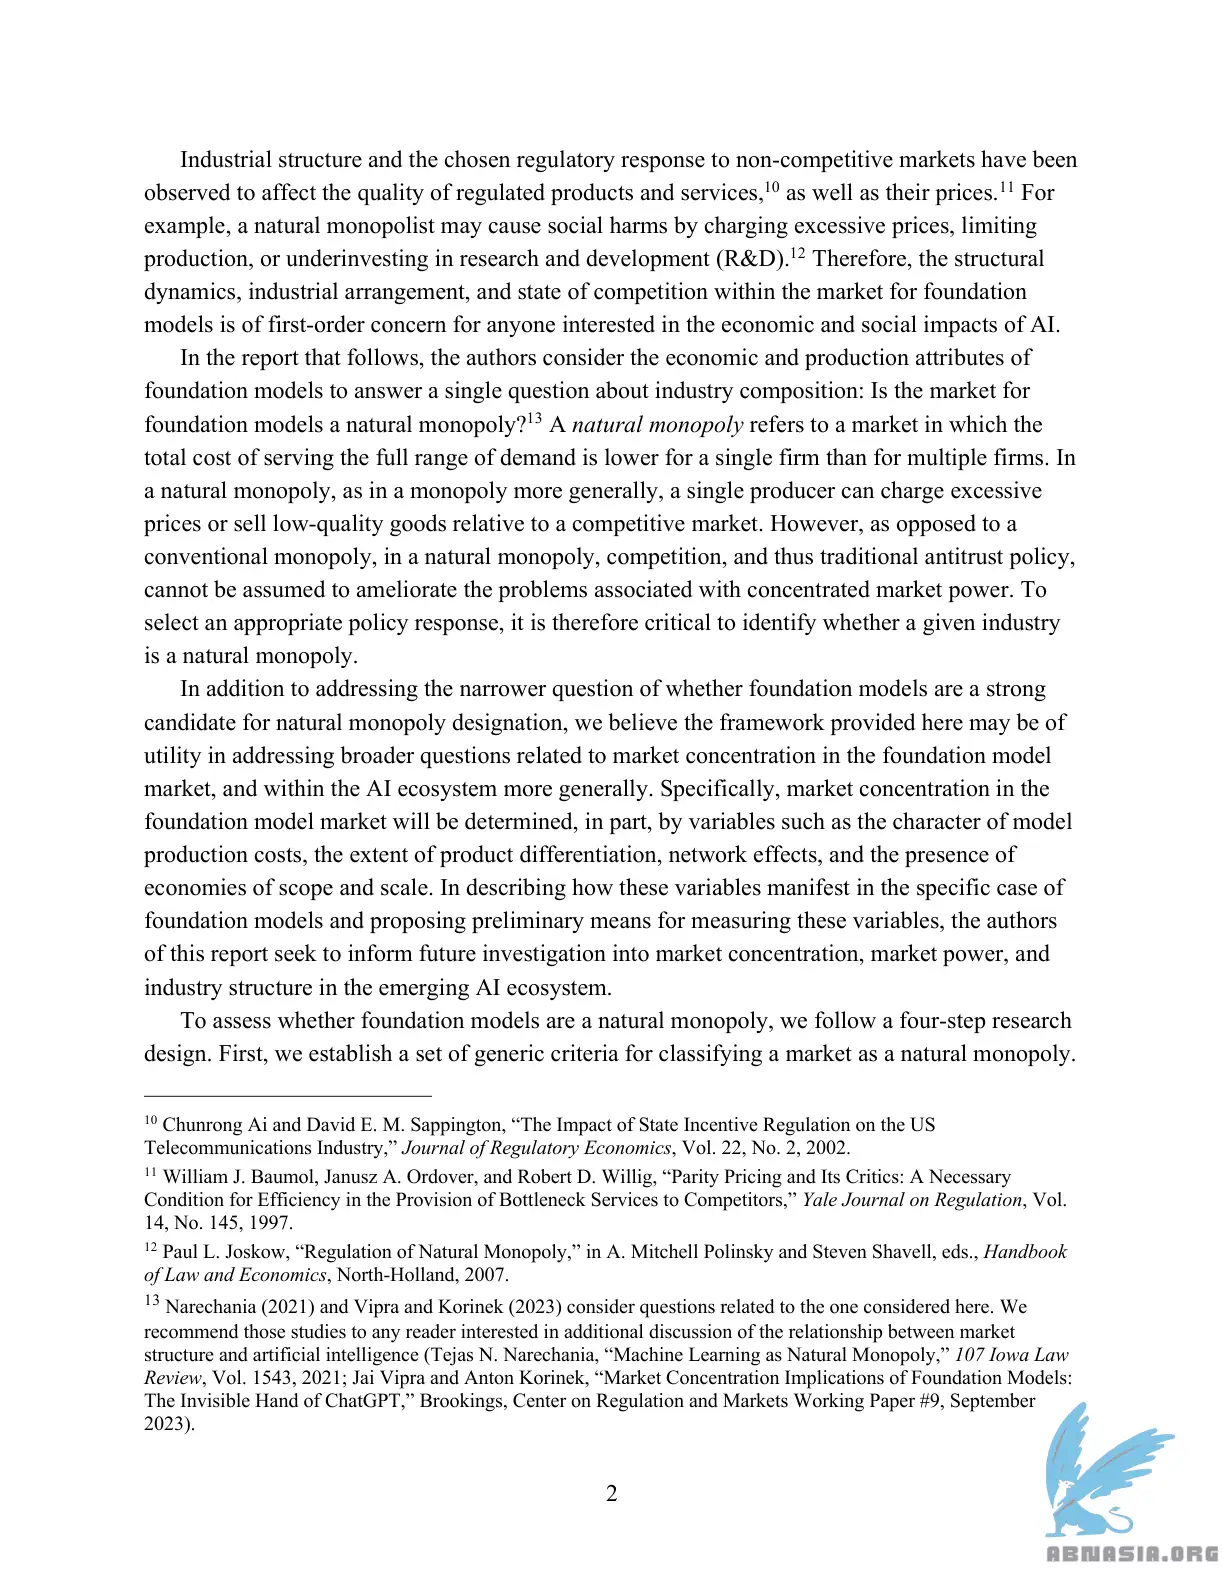 Industrial structure and the chosen regulatory response to non-competitive markets have been
observed to affect the quality of regulated products and services,10 as well as their prices.11 For
example, a natural monopolist may cause social harms by charging excessive prices, limiting
production, or underinvesting in research and development (R&D).12 Therefore, the structural
dynamics, industrial arrangement, and state of competition within the market for foundation
models is of first-order concern for anyone interested in the economic and social impacts of AI.
In the report that follows, the authors consider the economic and production attributes of
foundation models to answer a single question about industry composition: Is the market for
foundation models a natural monopoly?13 A natural monopoly refers to a market in which the
total cost of serving the full range of demand is lower for a single firm than for multiple firms. In
a natural monopoly, as in a monopoly more generally, a single producer can charge excessive
prices or sell low-quality goods relative to a competitive market. However, as opposed to a
conventional monopoly, in a natural monopoly, competition, and thus traditional antitrust policy,
cannot be assumed to ameliorate the problems associated with concentrated market power. To
select an appropriate policy response, it is therefore critical to identify whether a given industry
is a natural monopoly.
In addition to addressing the narrower question of whether foundation models are a strong
candidate for natural monopoly designation, we believe the framework provided here may be of
utility in addressing broader questions related to market concentration in the foundation model
market, and within the AI ecosystem more generally. Specifically, market concentration in the
foundation model market will be determined, in part, by variables such as the character of model
production costs, the extent of product differentiation, network effects, and the presence of
economies of scope and scale. In describing how these variables manifest in the specific case of
foundation models and proposing preliminary means for measuring these variables, the authors
of this report seek to inform future investigation into market concentration, market power, and
industry structure in the emerging AI ecosystem.
To assess whether foundation models are a natural monopoly, we follow a four-step research
design. First, we establish a set of generic criteria for classifying a market as a natural monopoly.
10 Chunrong Ai and David E. M. Sappington, “The Impact of State Incentive Regulation on the US
Telecommunications Industry,” Journal of Regulatory Economics, Vol. 22, No. 2, 2002.
11 William J. Baumol, Janusz A. Ordover, and Robert D. Willig, “Parity Pricing and Its Critics: A Necessary
Condition for Efficiency in the Provision of Bottleneck Services to Competitors,” Yale Journal on Regulation, Vol.
14, No. 145, 1997.
12 Paul L. Joskow, “Regulation of Natural Monopoly,” in A. Mitchell Polinsky and Steven Shavell, eds., Handbook
of Law and Economics, North-Holland, 2007.
13 Narechania (2021) and Vipra and Korinek (2023) consider questions related to the one considered here. We
recommend those studies to any reader interested in additional discussion of the relationship between market
structure and artificial intelligence (Tejas N. Narechania, “Machine Learning as Natural Monopoly,” 107 Iowa Law
Review, Vol. 1543, 2021; Jai Vipra and Anton Korinek, “Market Concentration Implications of Foundation Models:
The Invisible Hand of ChatGPT,” Brookings, Center on Regulation and Markets Working Paper #9, September
2023).
2
ABNASIA.ORG